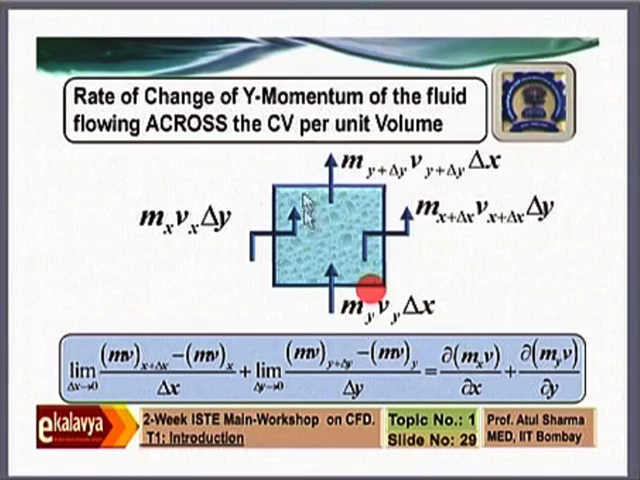 Rate of Change of Y-Momentum of the fluid
flowing ACROSS the CV per unit Volume
m_{y+Δy} v_{y+Δy} Δx
m_x v_x Δy
m_{x+Δx} v_{x+Δx} Δy
m_y v_y Δx
lim_{Δx→0} ((mv)_{x+Δx} − (mv)_x)/Δx + lim_{Δy→0} ((mv)_{y+Δy} − (mv)_y)/Δy = ∂(m_x v)/∂x + ∂(m_y v)/∂y
ekalavya
2-Week ISTE Main-Workshop on CFD.
T1: Introduction
Topic No.: 1
Slide No: 29
Prof. Atul Sharma
MED, IIT Bombay